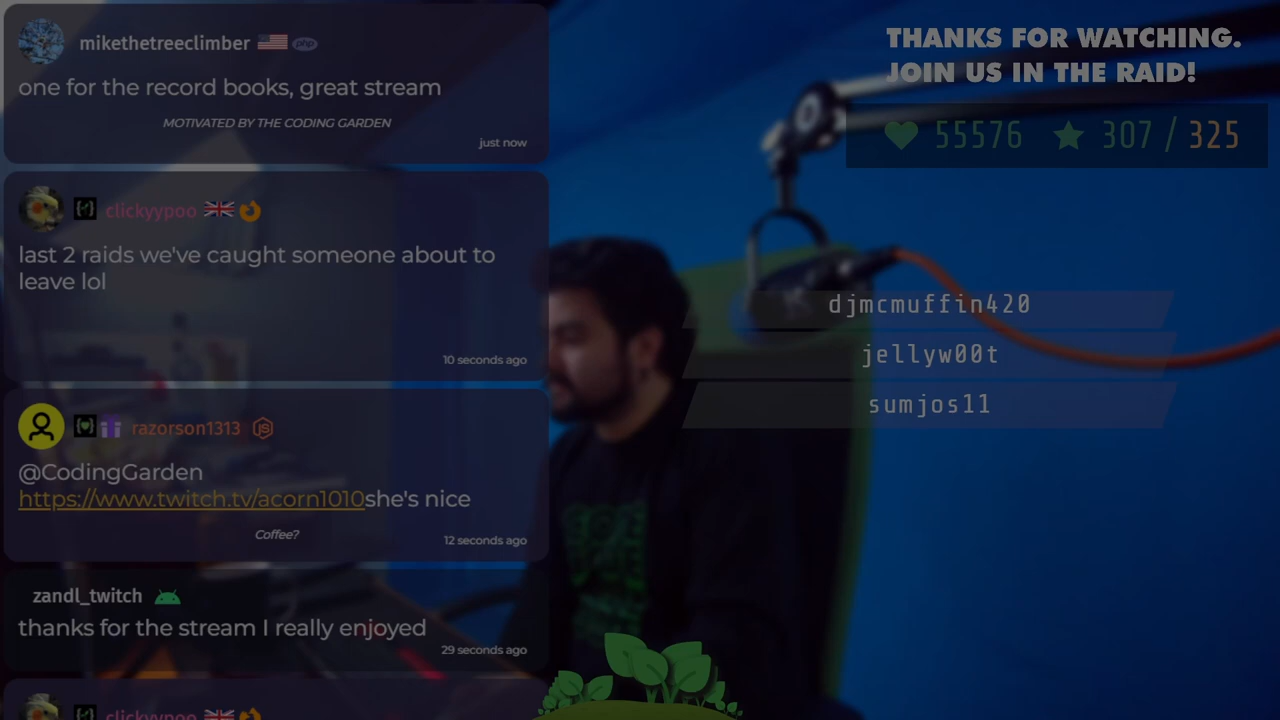 mikethetreeclimber
php
one for the record books, great stream
MOTIVATED BY THE CODING GARDEN
just now
clickyypoo
last 2 raids we've caught someone about to
leave lol
10 seconds ago
razorson1313
@CodingGarden
https://www.twitch.tv/acorn1010she's nice
Coffee?
12 seconds ago
zandl_twitch
thanks for the stream I really enjoyed
29 seconds ago
clickyypoo
THANKS FOR WATCHING.
JOIN US IN THE RAID!
55576 307 / 325
djmcmuffin420
jellyw00t
sumjos11